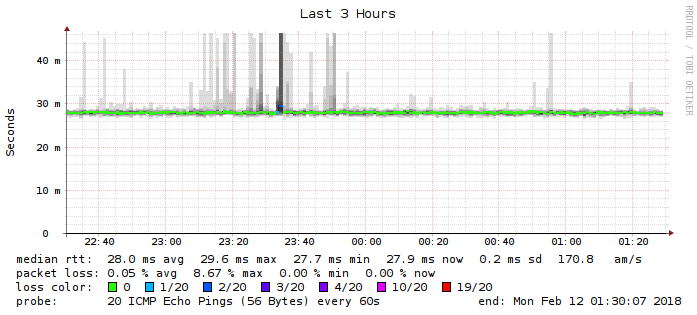 Last 3 Hours
RRDTOOL / TOBI OETIKER
Seconds
40 m
30 m
20 m
10 m
0
22:40 23:00 23:20 23:40 00:00 00:20 00:40 01:00 01:20
median rtt: 28.0 ms avg 29.6 ms max 27.7 ms min 27.9 ms now 0.2 ms sd 170.8 am/s
packet loss: 0.05 % avg 8.67 % max 0.00 % min 0.00 % now
loss color: 0 1/20 2/20 3/20 4/20 10/20 19/20
probe: 20 ICMP Echo Pings (56 Bytes) every 60s end: Mon Feb 12 01:30:07 2018